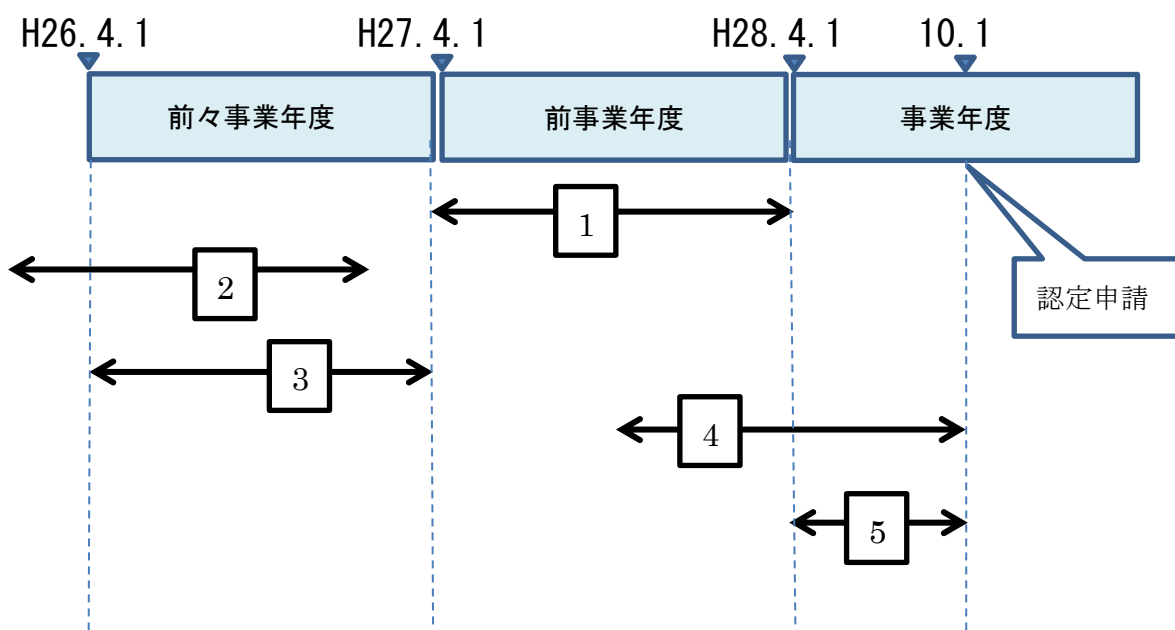 H26.4.1
H27.4.1
H28.4.1
10.1
前々事業年度
前事業年度
事業年度
1
2
認定申請
3
4
5